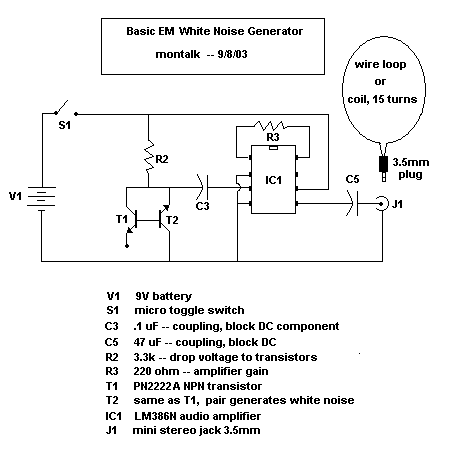 Basic EM White Noise Generator
montalk -- 9/8/03
wire loop
or
coil, 15 turns
S1
R3
R2
3.5mm
plug
V1
IC1
C5
C3
J1
T1
T2
V1 9V battery
S1 micro toggle switch
C3 .1 uF -- coupling, block DC component
C5 47 uF -- coupling, block DC
R2 3.3k -- drop voltage to transistors
R3 220 ohm -- amplifier gain
T1 PN2222A NPN transistor
T2 same as T1, pair generates white noise
IC1 LM386N audio amplifier
J1 mini stereo jack 3.5mm